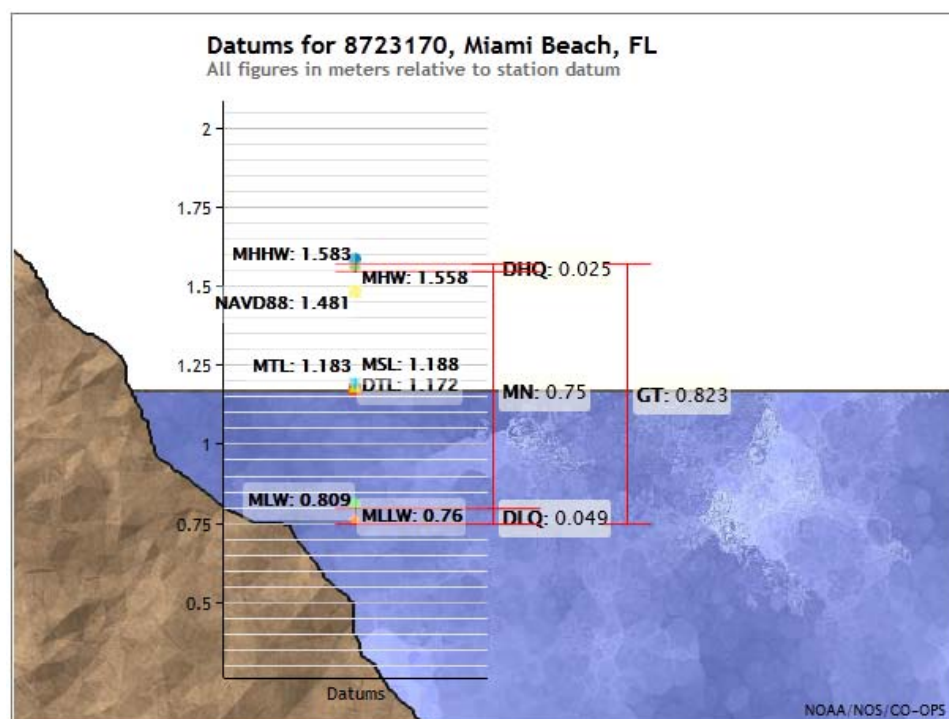 Datums for 8723170, Miami Beach, FL
All figures in meters relative to station datum
2
1.75
MHHW: 1.583
DHQ: 0.025
MHW: 1.558
1.5
NAVD88: 1.481
1.25
MTL: 1.183
MSL: 1.188
DTL: 1.172
MN: 0.75
GT: 0.823
1
MLW: 0.809
MLLW: 0.76
DLQ: 0.049
0.75
0.5
Datums
NOAA/NOS/CO-OPS